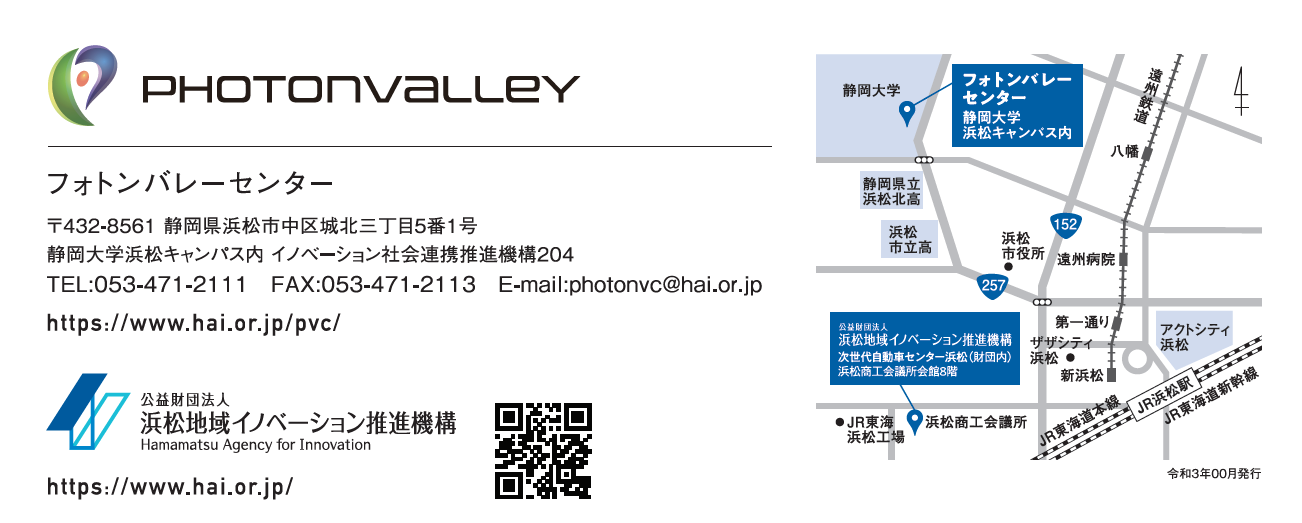 PHOTONVALLEY
フォトンバレーセンター
〒432-8561 静岡県浜松市中区城北三丁目5番1号
静岡大学浜松キャンパス内 イノベーション社会連携推進機構204
TEL:053-471-2111 FAX:053-471-2113 E-mail:photonvc@hai.or.jp
https://www.hai.or.jp/pvc/
公益財団法人
浜松地域イノベーション推進機構
Hamamatsu Agency for Innovation
https://www.hai.or.jp/
静岡大学
フォトンバレー
センター
静岡大学
浜松キャンパス内
遠州鉄道
八幡
静岡県立
浜松北高
浜松
市立高
152
浜松
市役所
遠州病院
257
公益財団法人
浜松地域イノベーション推進機構
次世代自動車センター浜松(財団内)
浜松商工会議所会館8階
第一通り
ザザシティ
浜松
新浜松
アクトシティ
浜松
JR浜松駅
JR東海道本線
JR東海道新幹線
JR東海
浜松工場
浜松商工会議所
令和3年00月発行